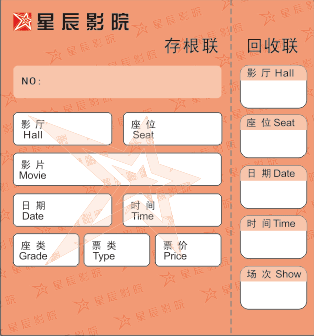 星辰影院
存根联
NO:
影厅 Hall
座位 Seat
影片 Movie
日期 Date
时间 Time
座类 Grade
票类 Type
票价 Price
回收联
影厅 Hall
座位 Seat
日期 Date
时间 Time
场次 Show